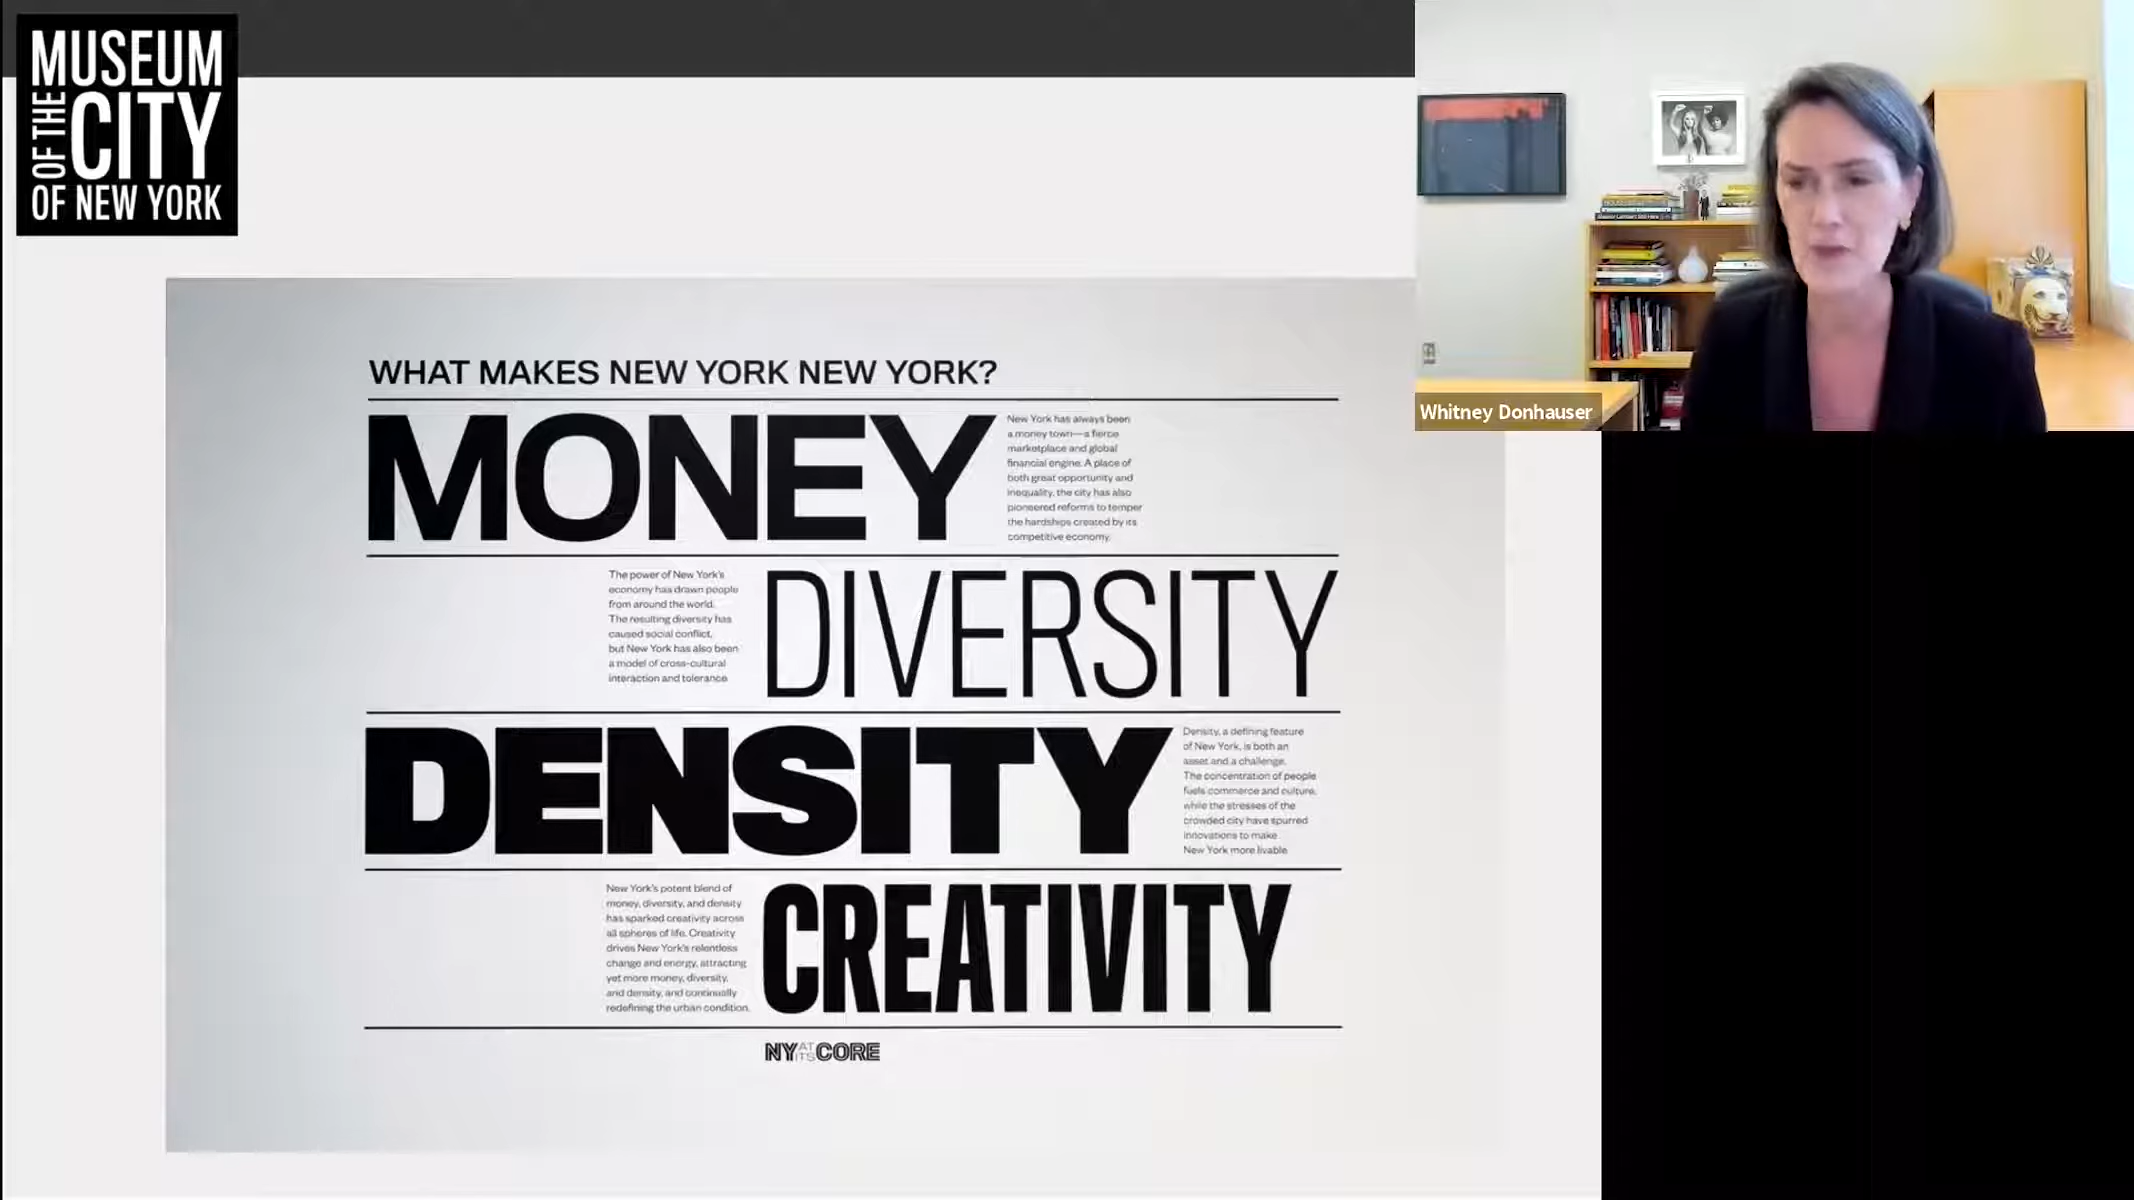 MUSEUM
OF THE
CITY
OF NEW YORK
WHAT MAKES NEW YORK NEW YORK?
MONEY
New York has always been
a money town—a fierce
marketplace and global
financial engine. A place of
both great opportunity and
inequality, the city has also
pioneered reforms to temper
the hardships created by its
competitive economy.
The power of New York's
economy has drawn people
from around the world.
The resulting diversity has
caused social conflict,
but New York has also been
a model of cross-cultural
interaction and tolerance
DIVERSITY
DENSITY
Density, a defining feature
of New York, is both an
asset and a challenge.
The concentration of people
fuels commerce and culture,
while the stresses of the
crowded city have spurred
innovations to make
New York more livable
New York's potent blend of
money, diversity, and density
has sparked creativity across
all spheres of life. Creativity
drives New York's relentless
change and energy, attracting
yet more money, diversity,
and density, and continually
redefining the urban condition.
CREATIVITY
NY AT ITS CORE
Whitney Donhauser